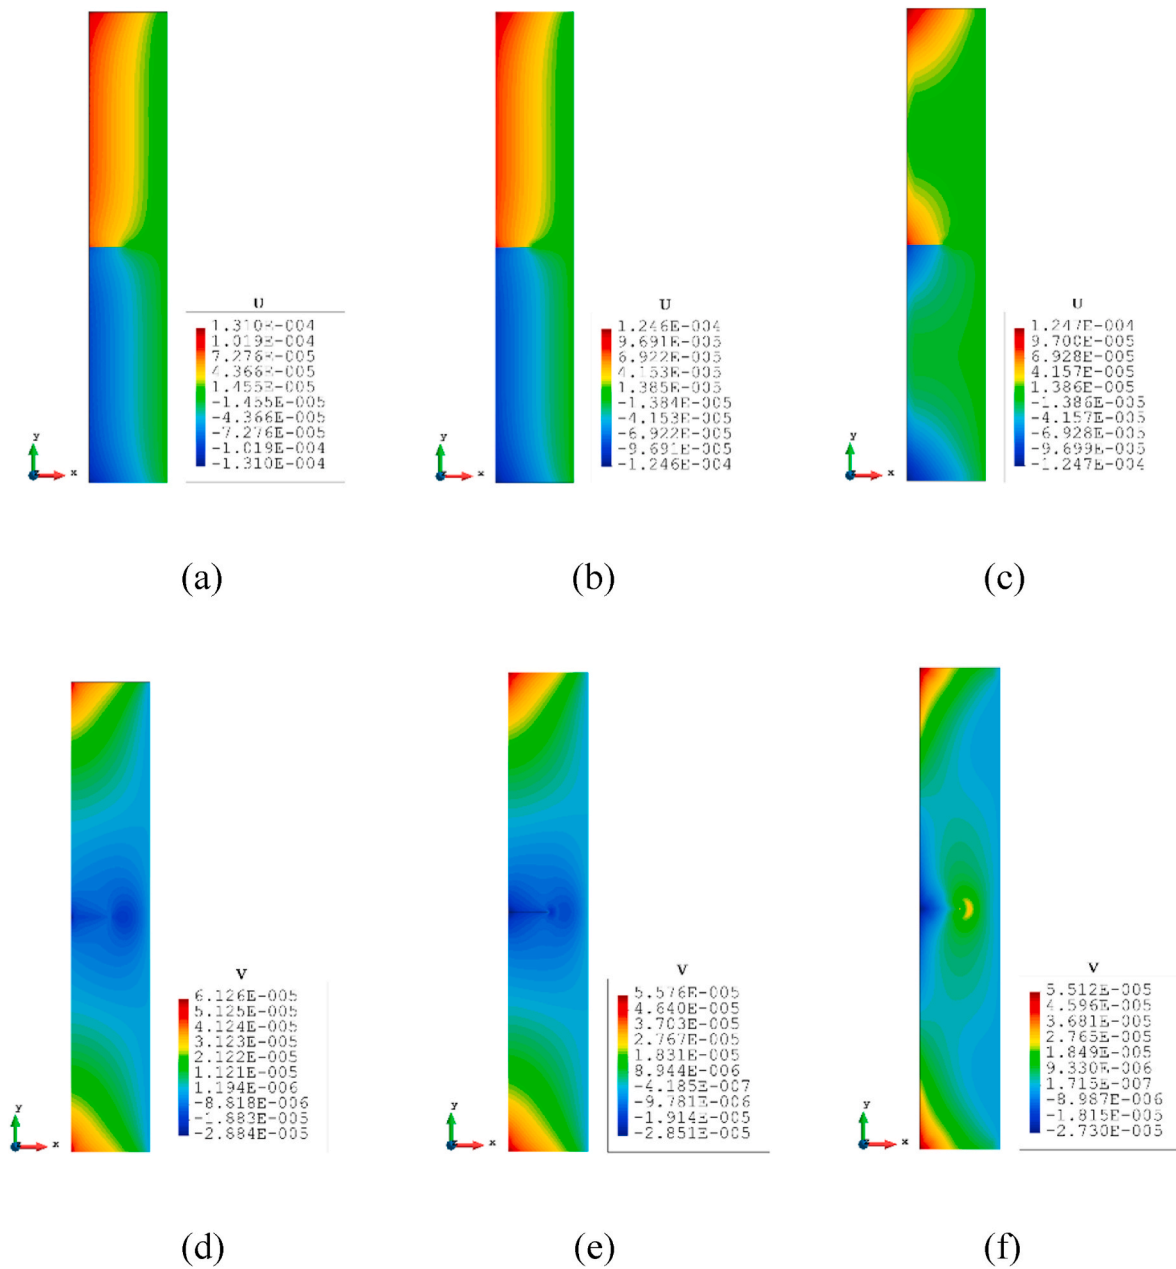 U
1.310E-004
1.019E-004
7.276E-005
4.366E-005
1.455E-005
-1.455E-005
-4.366E-005
-7.276E-005
-1.019E-004
-1.310E-004
y
x
(a)
U
1.246E-004
9.691E-005
6.922E-005
4.153E-005
1.385E-005
-1.384E-005
-4.153E-005
-6.922E-005
-9.691E-005
-1.246E-004
y
x
(b)
U
1.247E-004
9.700E-005
6.928E-005
4.157E-005
1.386E-005
-1.386E-005
-4.157E-005
-6.928E-005
-9.699E-005
-1.247E-004
y
x
(c)
V
6.126E-005
5.125E-005
4.124E-005
3.123E-005
2.122E-005
1.121E-005
1.194E-006
-8.818E-006
-1.883E-005
-2.884E-005
y
x
(d)
V
5.576E-005
4.640E-005
3.703E-005
2.767E-005
1.831E-005
8.944E-006
-4.185E-007
-9.781E-006
-1.914E-005
-2.851E-005
y
x
(e)
V
5.512E-005
4.596E-005
3.681E-005
2.765E-005
1.849E-005
9.330E-006
1.715E-007
-8.987E-006
-1.815E-005
-2.730E-005
y
x
(f)